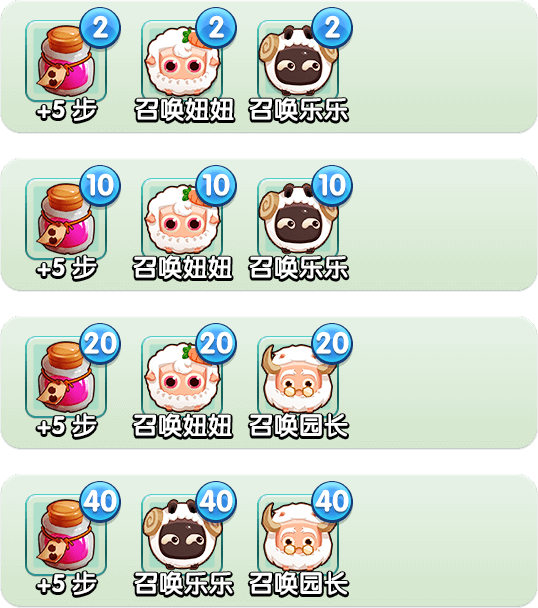 2 2 2
+5 步 召唤妞妞 召唤乐乐
10 10 10
+5 步 召唤妞妞 召唤乐乐
20 20 20
+5 步 召唤妞妞 召唤园长
40 40 40
+5 步 召唤乐乐 召唤园长